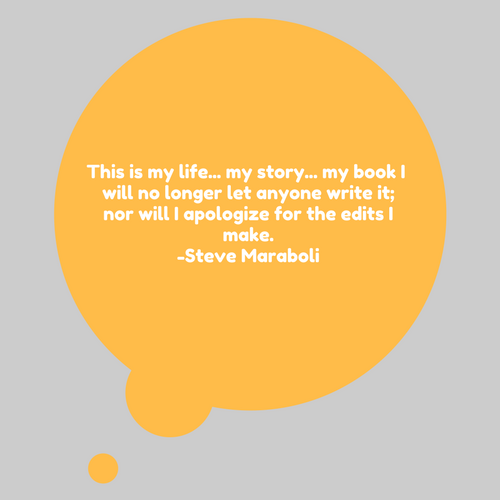 This is my life... my story... my book I
will no longer let anyone write it;
nor will I apologize for the edits I
make.
-Steve Maraboli